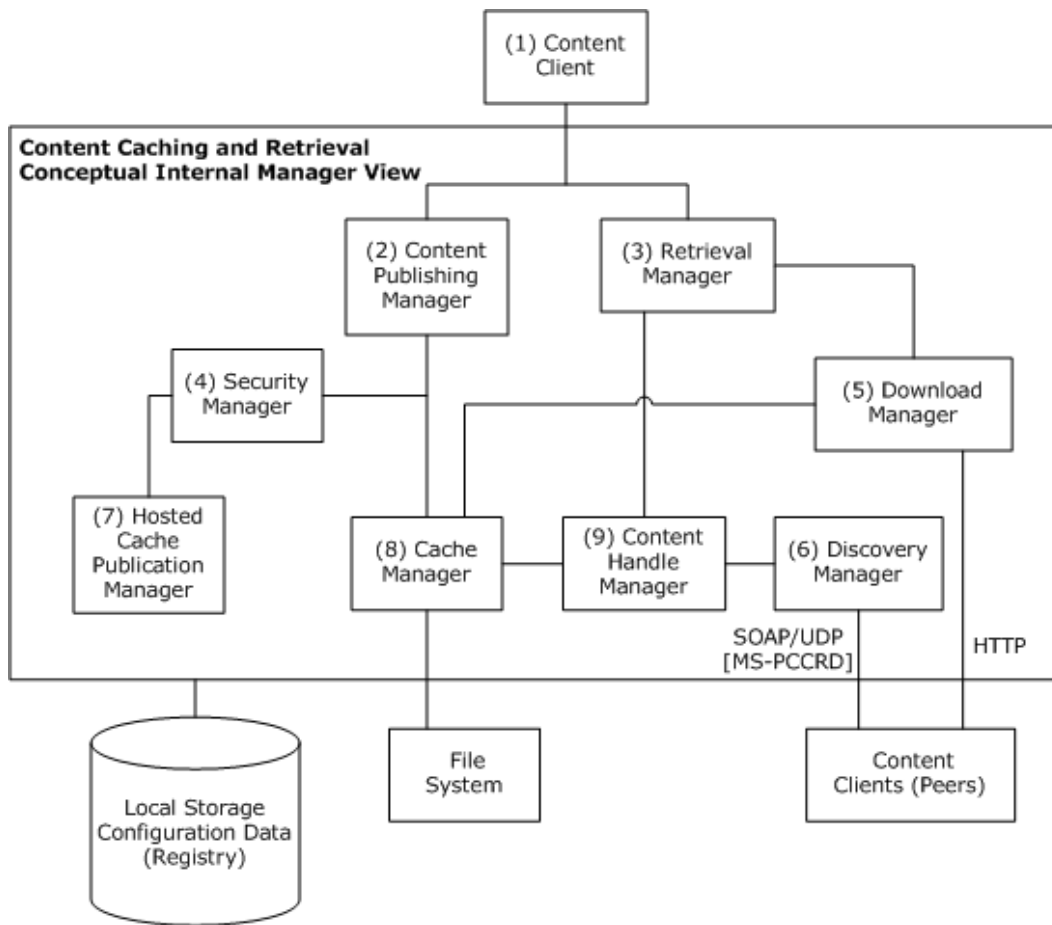 (1) Content
Client
Content Caching and Retrieval
Conceptual Internal Manager View
(2) Content
Publishing
Manager
(3) Retrieval
Manager
(4) Security
Manager
(5) Download
Manager
(7) Hosted
Cache
Publication
Manager
(8) Cache
Manager
(9) Content
Handle
Manager
(6) Discovery
Manager
SOAP/UDP
[MS-PCCRD]
HTTP
Local Storage
Configuration Data
(Registry)
File
System
Content
Clients (Peers)